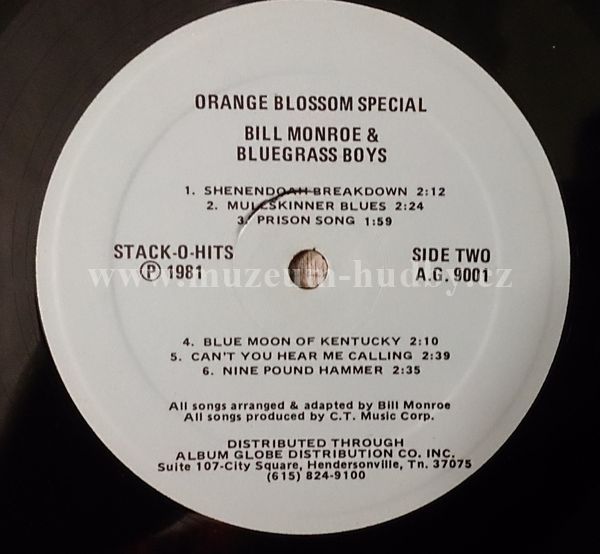 ORANGE BLOSSOM SPECIAL
BILL MONROE &
BLUEGRASS BOYS
1. SHENENDOAH BREAKDOWN 2:12
2. MULESKINNER BLUES 2:24
3. PRISON SONG 1:59
STACK-O-HITS
Ⓟ 1981
SIDE TWO
A.G. 9001
www.muzeum-hudby.cz
4. BLUE MOON OF KENTUCKY 2:10
5. CAN'T YOU HEAR ME CALLING 2:39
6. NINE POUND HAMMER 2:35
All songs arranged & adapted by Bill Monroe
All songs produced by C.T. Music Corp.
DISTRIBUTED THROUGH
ALBUM GLOBE DISTRIBUTION CO. INC.
Suite 107-City Square, Hendersonville, Tn. 37075
(615) 824-9100